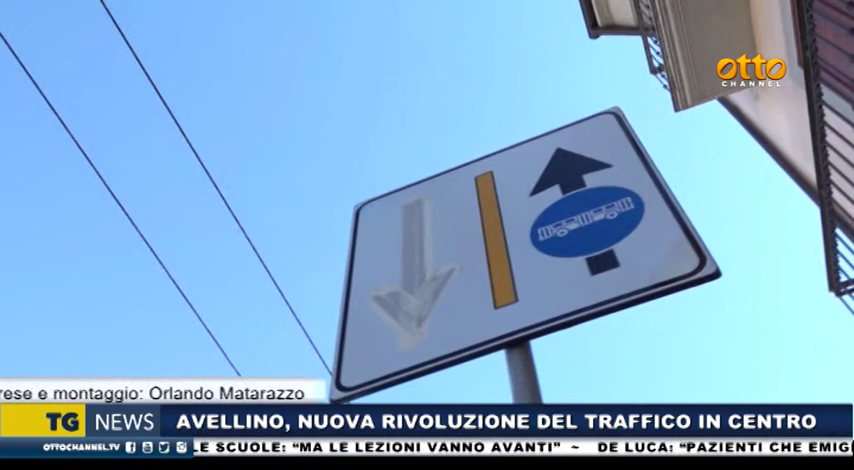 otto
CHANNEL
rese e montaggio: Orlando Matarazzo
TG NEWS AVELLINO, NUOVA RIVOLUZIONE DEL TRAFFICO IN CENTRO
OTTOCHANNEL.TV LE SCUOLE: “MA LE LEZIONI VANNO AVANTI” ~ DE LUCA: “PAZIENTI CHE EMIG